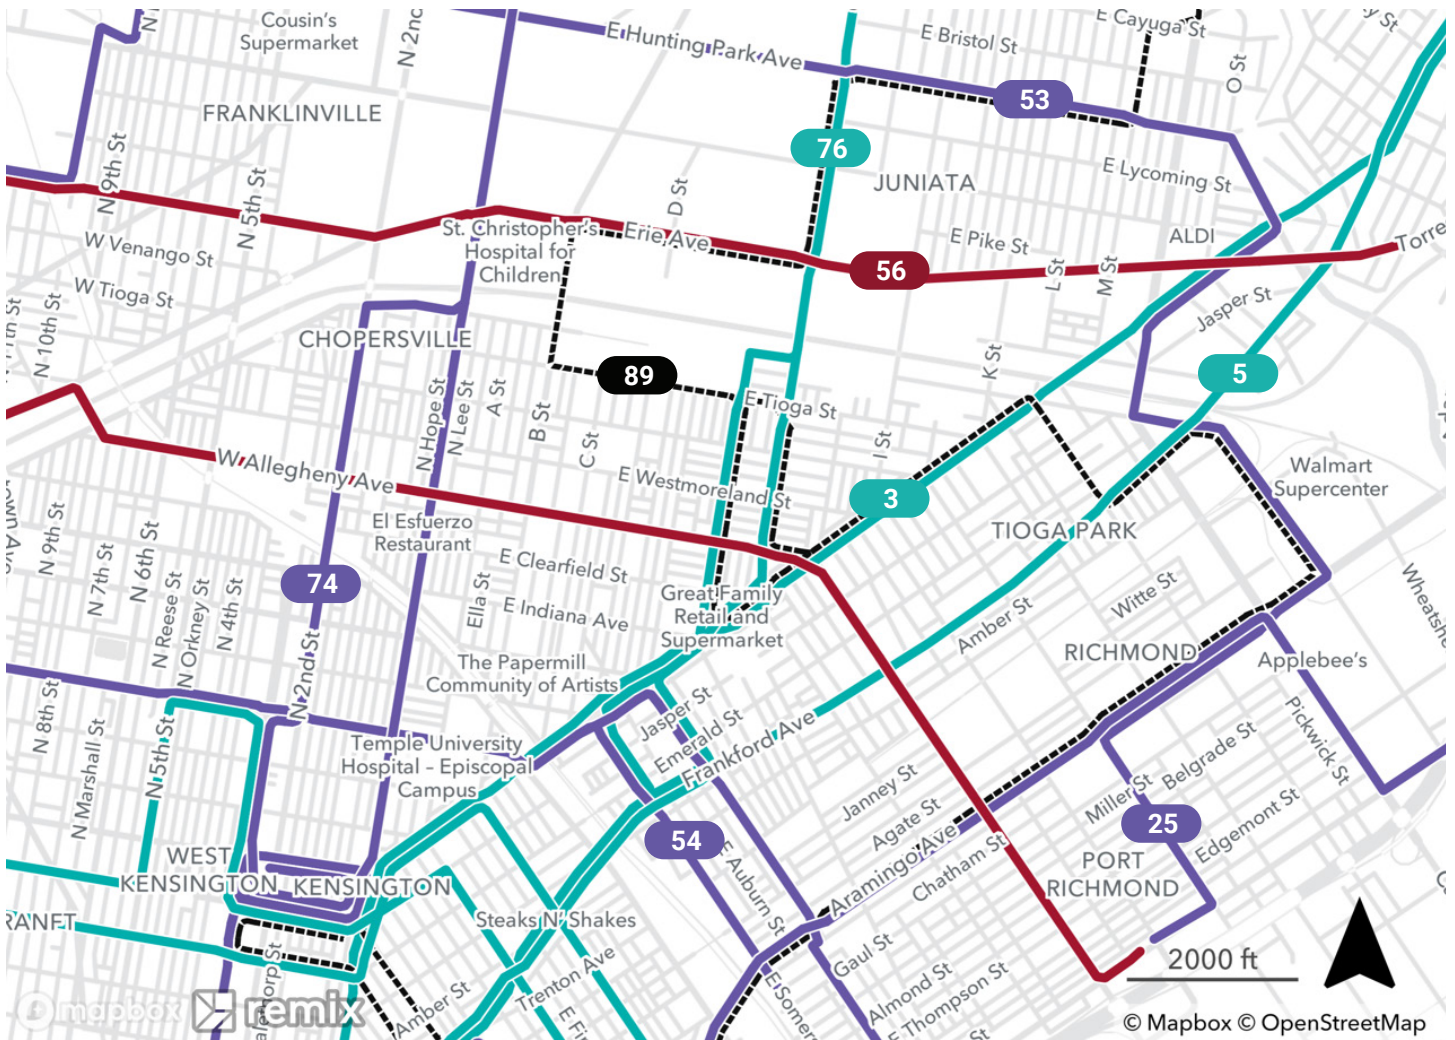 Cousin's
Supermarket
N 2nd
E Hunting Park Ave
E Bristol St
E Cayuga St
O St
FRANKLINVILLE
53
76
N 9th St
N 5th St
D St
JUNIATA
E Lycoming St
St. Christopher's
Hospital for
Children
Erie Ave
E Pike St
ALDI
Torre
W Venango St
56
L St
M St
W Tioga St
Jasper St
N 10th St
CHOPERSVILLE
K St
5
89
N Hope St
N Lee St
A St
B St
C St
E Tioga St
I St
W Allegheny Ave
E Westmoreland St
Walmart
Supercenter
3
El Esfuerzo
Restaurant
TIOGA PARK
N 9th St
N 7th St
N 6th St
N Reese St
N Orkney St
N 4th St
74
E Clearfield St
Ella St
E Indiana Ave
Great Family
Retail and
Supermarket
Witte St
Amber St
RICHMOND
Applebee's
The Papermill
Community of Artists
N 2nd St
N 8th St
N Marshall St
N 5th St
Jasper St
Emerald St
Frankford Ave
Temple University
Hospital - Episcopal
Campus
Pickwick St
Belgrade St
Miller St
Janney St
Agate St
25
Edgemont St
54
WEST
KENSINGTON
KENSINGTON
E Auburn St
Aramingo Ave
Chatham St
PORT
RICHMOND
RANFT
Steaks N' Shakes
Gaul St
Trenton Ave
Almond St
E Thompson St
2000 ft
Amber St
mapbox
remix
© Mapbox © OpenStreetMap